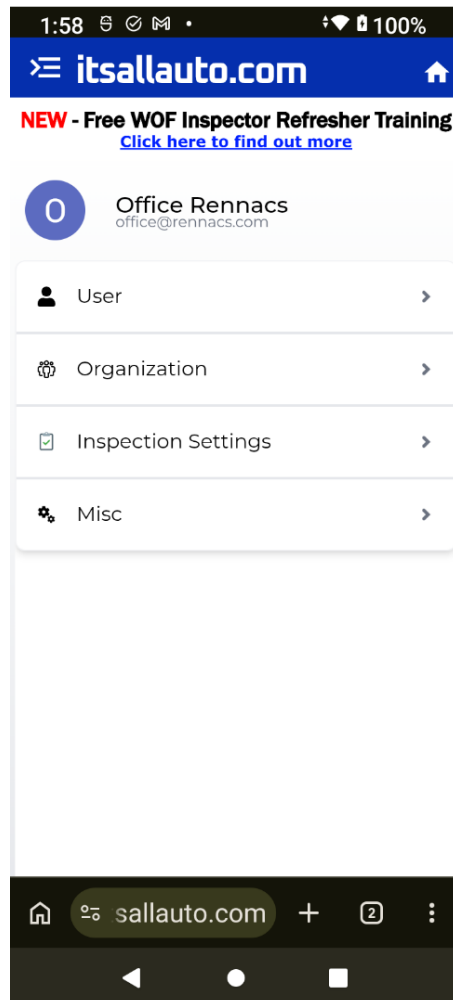 1:58 100%
itsallauto.com
NEW - Free WOF Inspector Refresher Training
Click here to find out more
O
Office Rennacs
office@rennacs.com
User
Organization
Inspection Settings
Misc
sallauto.com 2